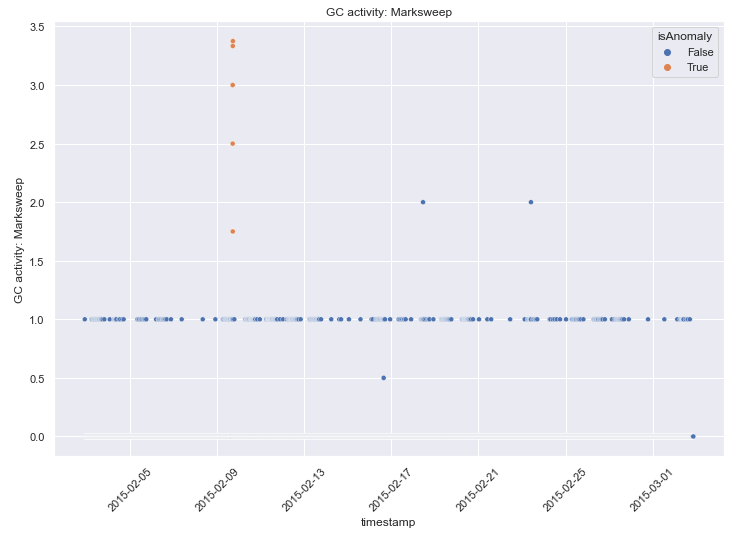 GC activity: Marksweep
isAnomaly
False
True
3.5
3.0
2.5
2.0
1.5
1.0
0.5
0.0
GC activity: Marksweep
2015-02-05
2015-02-09
2015-02-13
2015-02-17
2015-02-21
2015-02-25
2015-03-01
timestamp